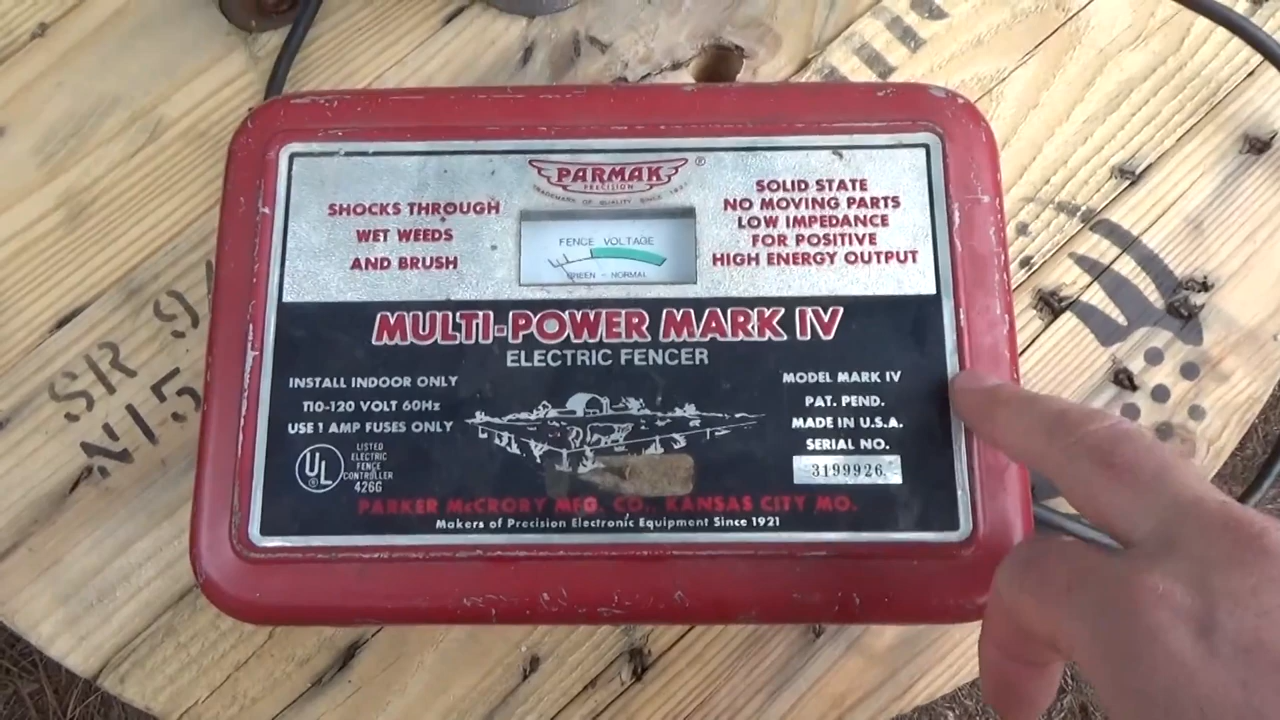 PARMAK®
PRECISION
TRADEMARK OF QUALITY SINCE 1921
SHOCKS THROUGH
WET WEEDS
AND BRUSH
FENCE VOLTAGE
GREEN - NORMAL
SOLID STATE
NO MOVING PARTS
LOW IMPEDANCE
FOR POSITIVE
HIGH ENERGY OUTPUT
MULTI-POWER MARK IV
ELECTRIC FENCER
INSTALL INDOOR ONLY
110-120 VOLT 60Hz
USE 1 AMP FUSES ONLY
UL®
LISTED
ELECTRIC
FENCE
CONTROLLER
426G
MODEL MARK IV
PAT. PEND.
MADE IN U.S.A.
SERIAL NO.
3199926
PARKER McCRORY MFG. CO., KANSAS CITY MO.
Makers of Precision Electronic Equipment Since 1921
SR 9
N15